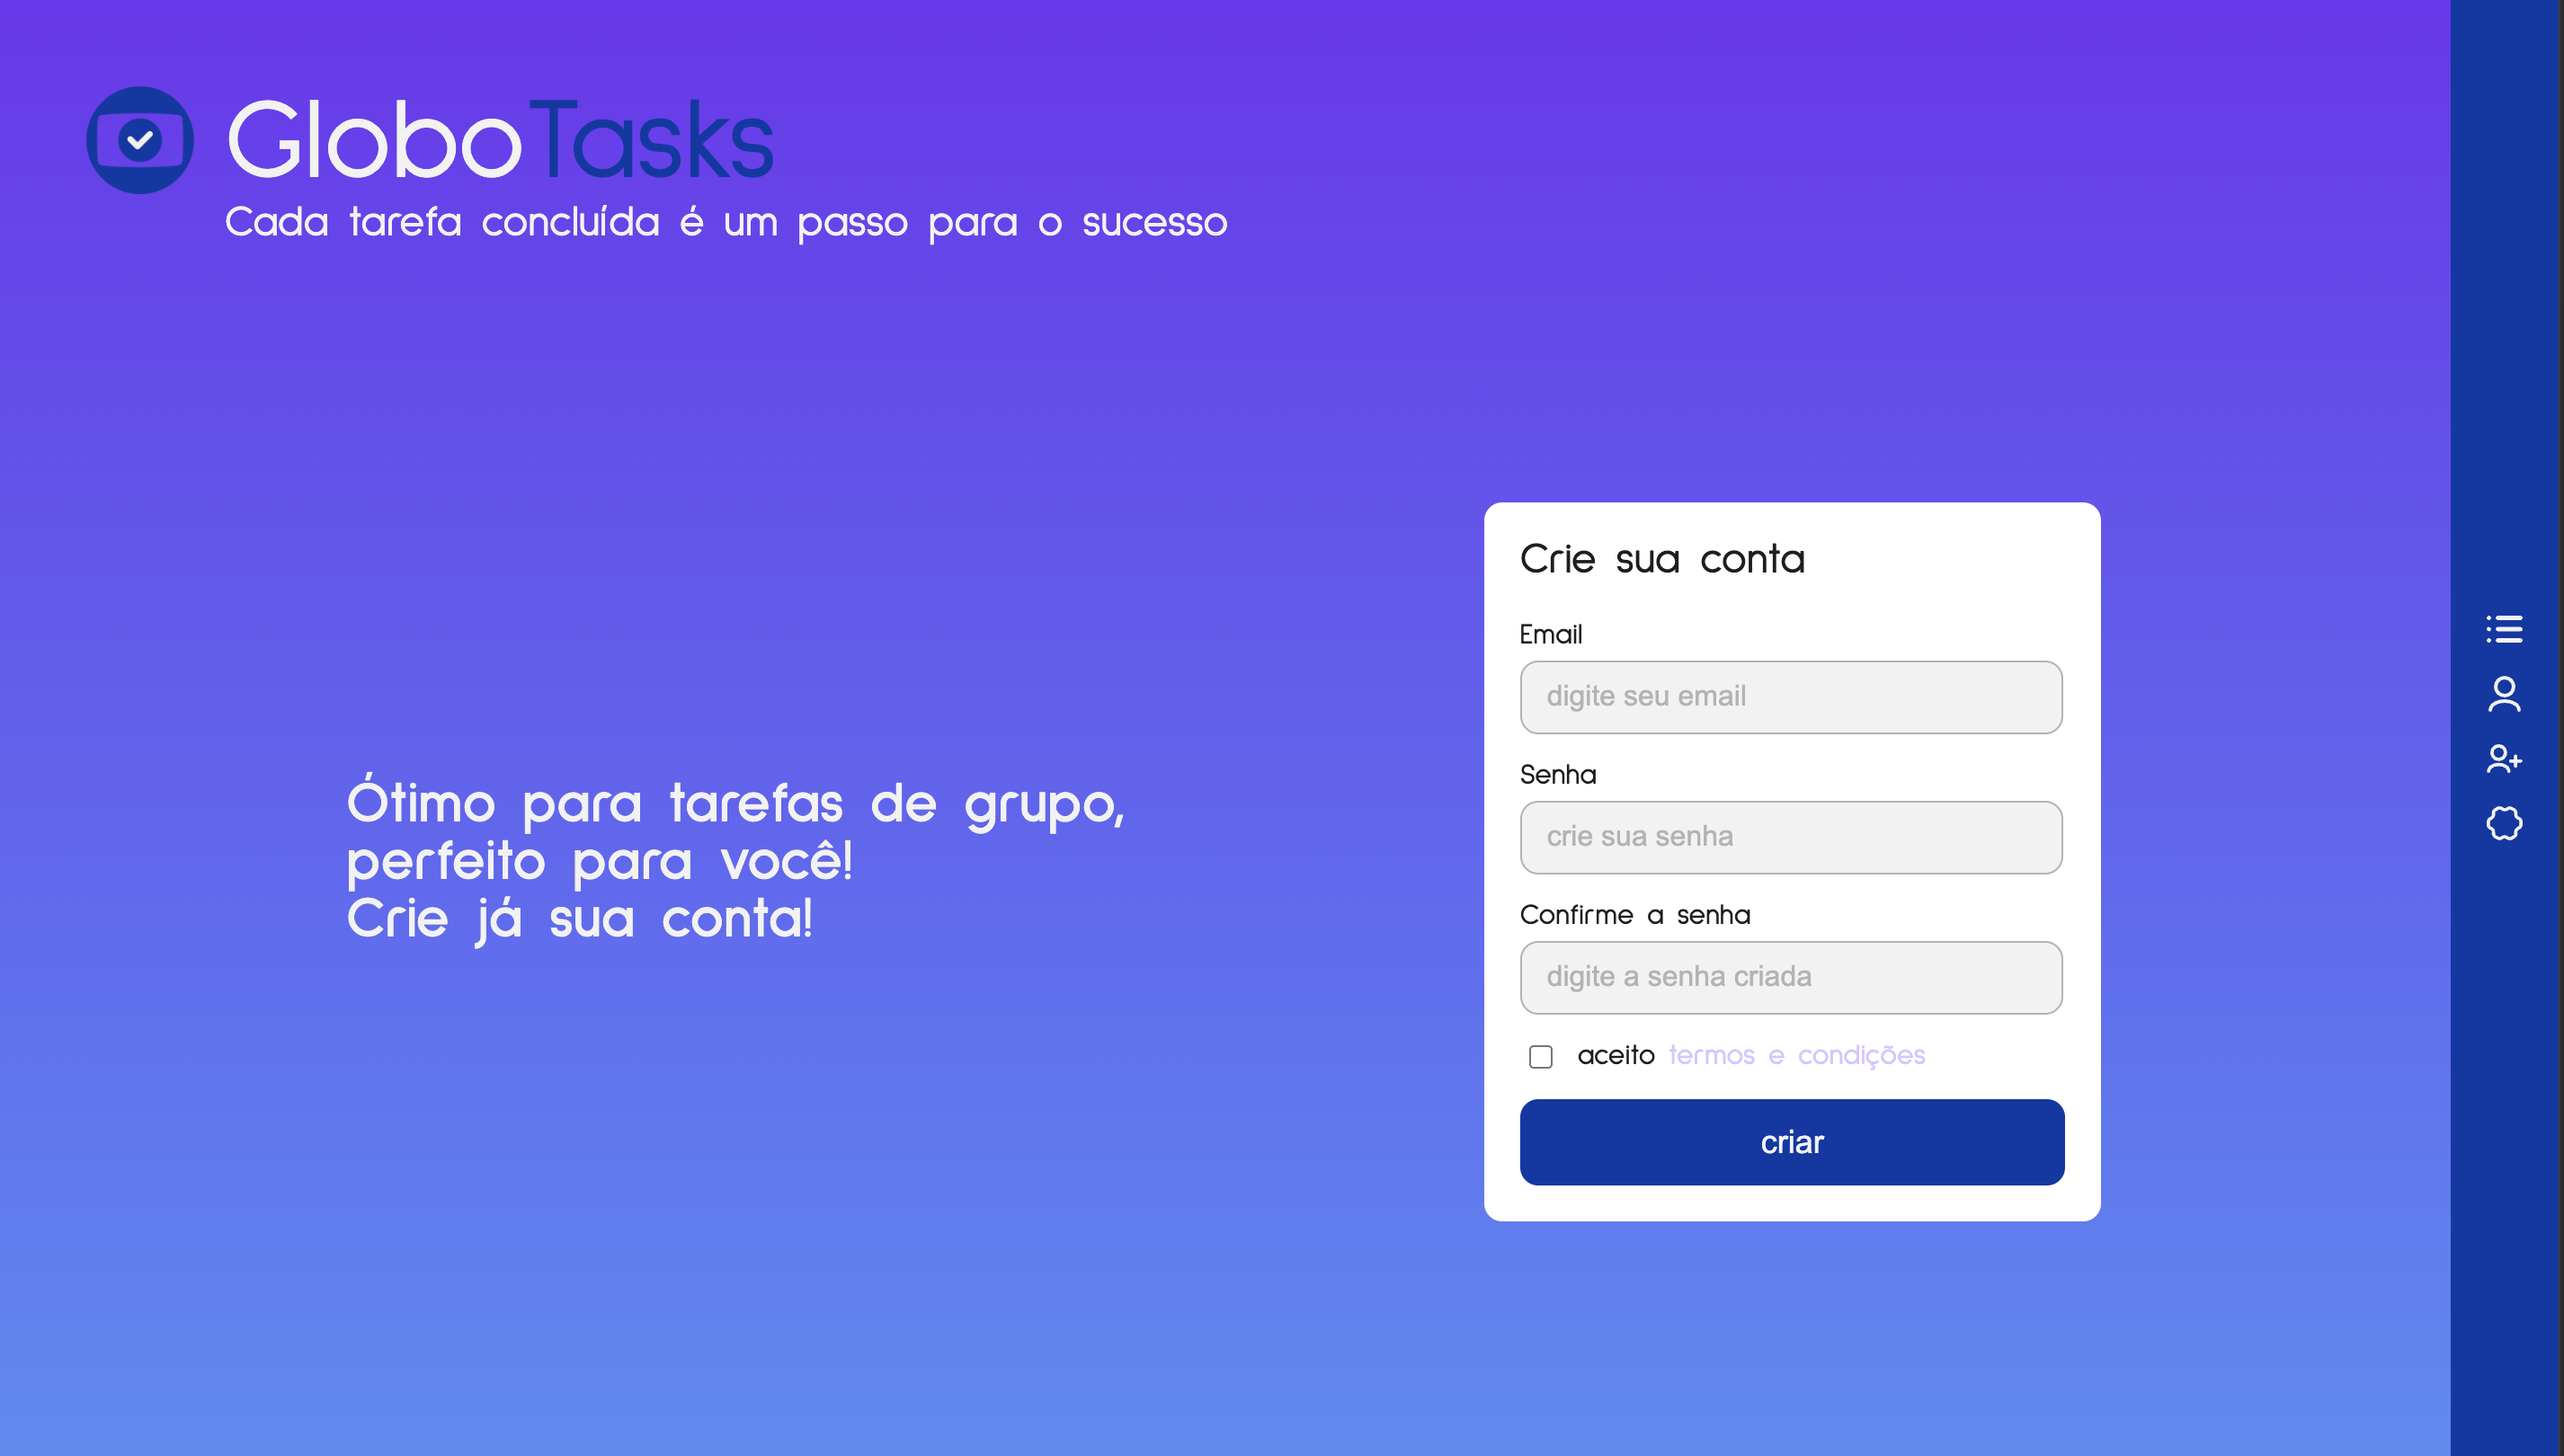 GloboTasks
Cada tarefa concluída é um passo para o sucesso
Ótimo para tarefas de grupo,
perfeito para você!
Crie já sua conta!
Crie sua conta
Email
digite seu email
Senha
crie sua senha
Confirme a senha
digite a senha criada
aceito termos e condições
criar